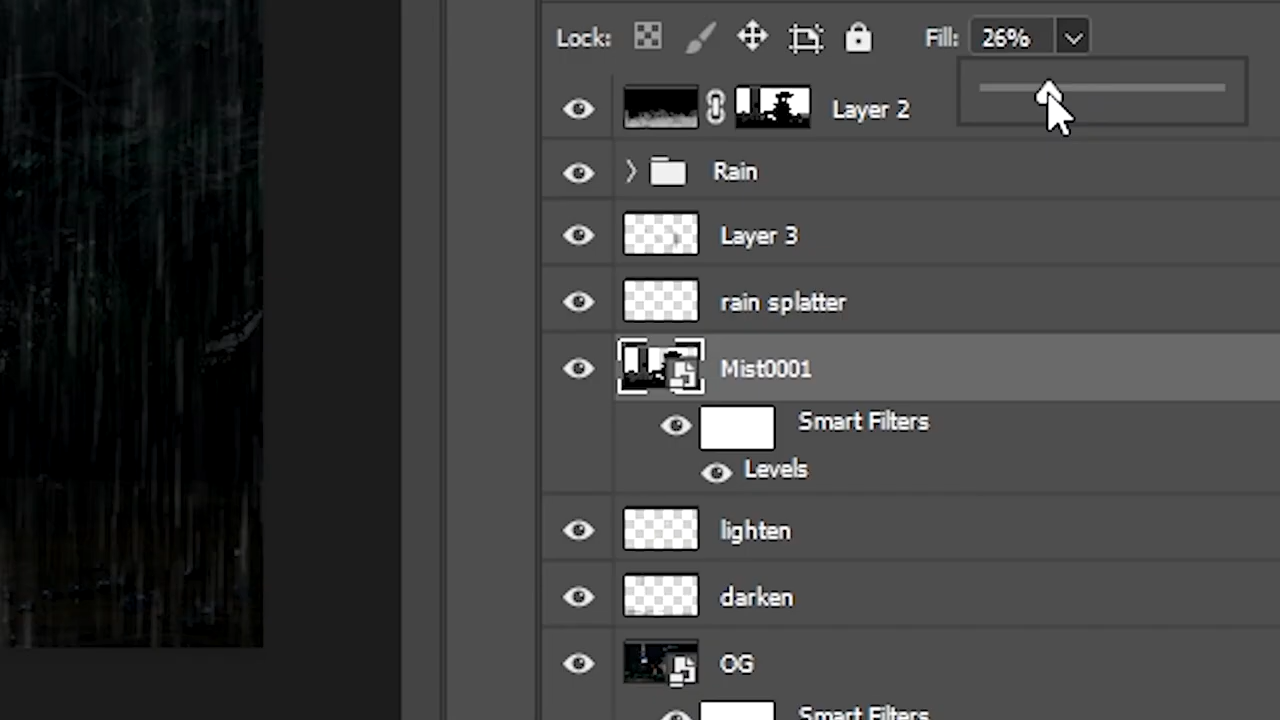 Lock: Fill: 26%
Layer 2
Rain
Layer 3
rain splatter
Mist0001
Smart Filters
Levels
lighten
darken
OG
Smart Filters